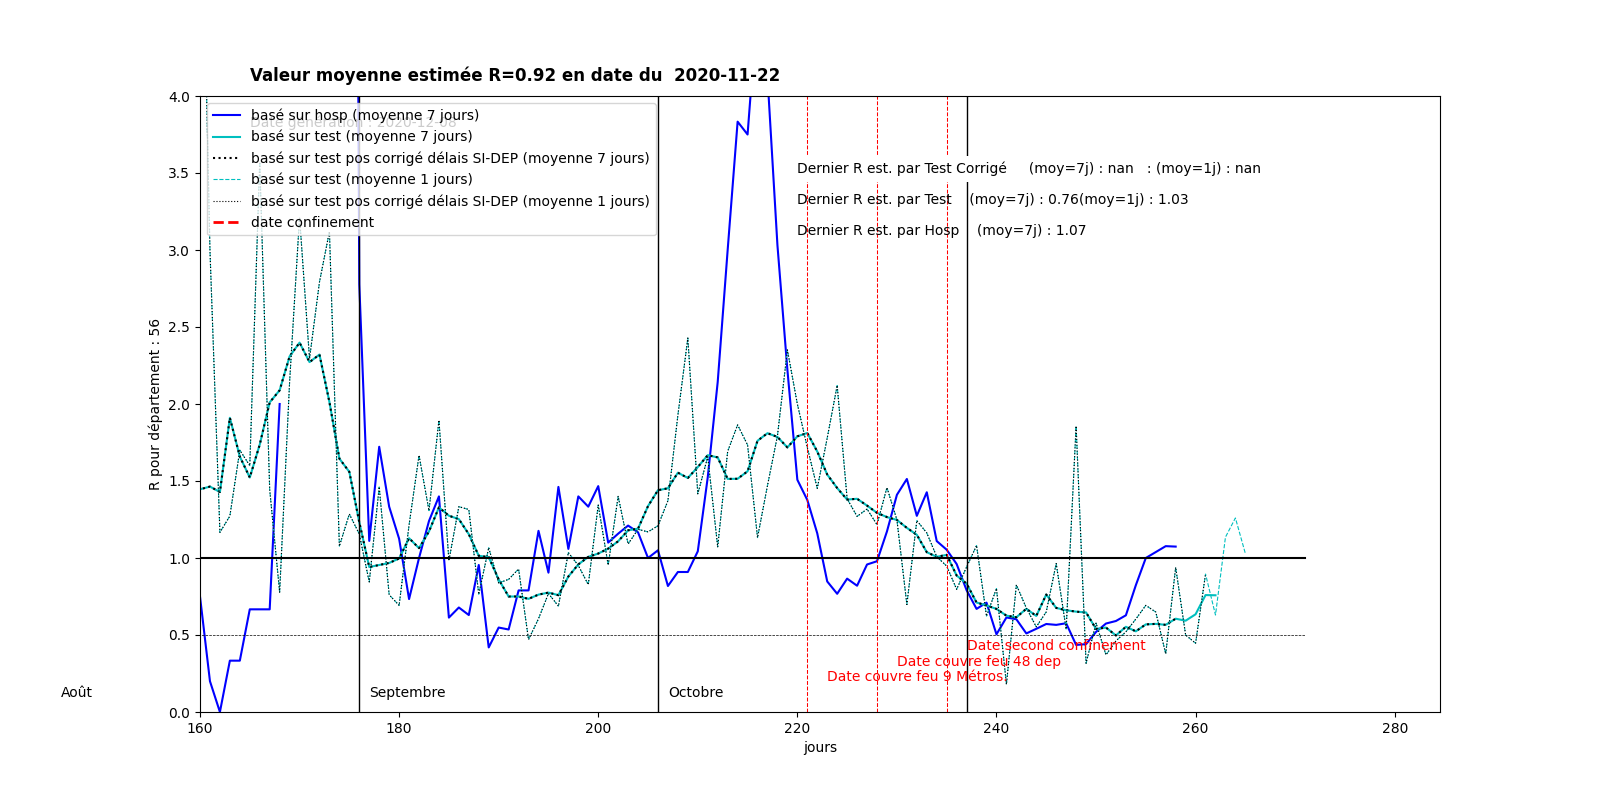 Valeur moyenne estimée R=0.92 en date du  2020-11-22
Date génération : 2020-12-08
basé sur hosp (moyenne 7 jours)
basé sur test (moyenne 7 jours)
basé sur test pos corrigé délais SI-DEP (moyenne 7 jours)
basé sur test (moyenne 1 jours)
basé sur test pos corrigé délais SI-DEP (moyenne 1 jours)
date confinement
Dernier R est. par Test Corrigé     (moy=7j) : nan   : (moy=1j) : nan
Dernier R est. par Test    (moy=7j) : 0.76(moy=1j) : 1.03
Dernier R est. par Hosp    (moy=7j) : 1.07
R pour département : 56
4.0
3.5
3.0
2.5
2.0
1.5
1.0
0.5
0.0
Date second confinement
Date couvre feu 48 dep
Date couvre feu 9 Métros
Août
Septembre
Octobre
160
180
200
220
240
260
280
jours